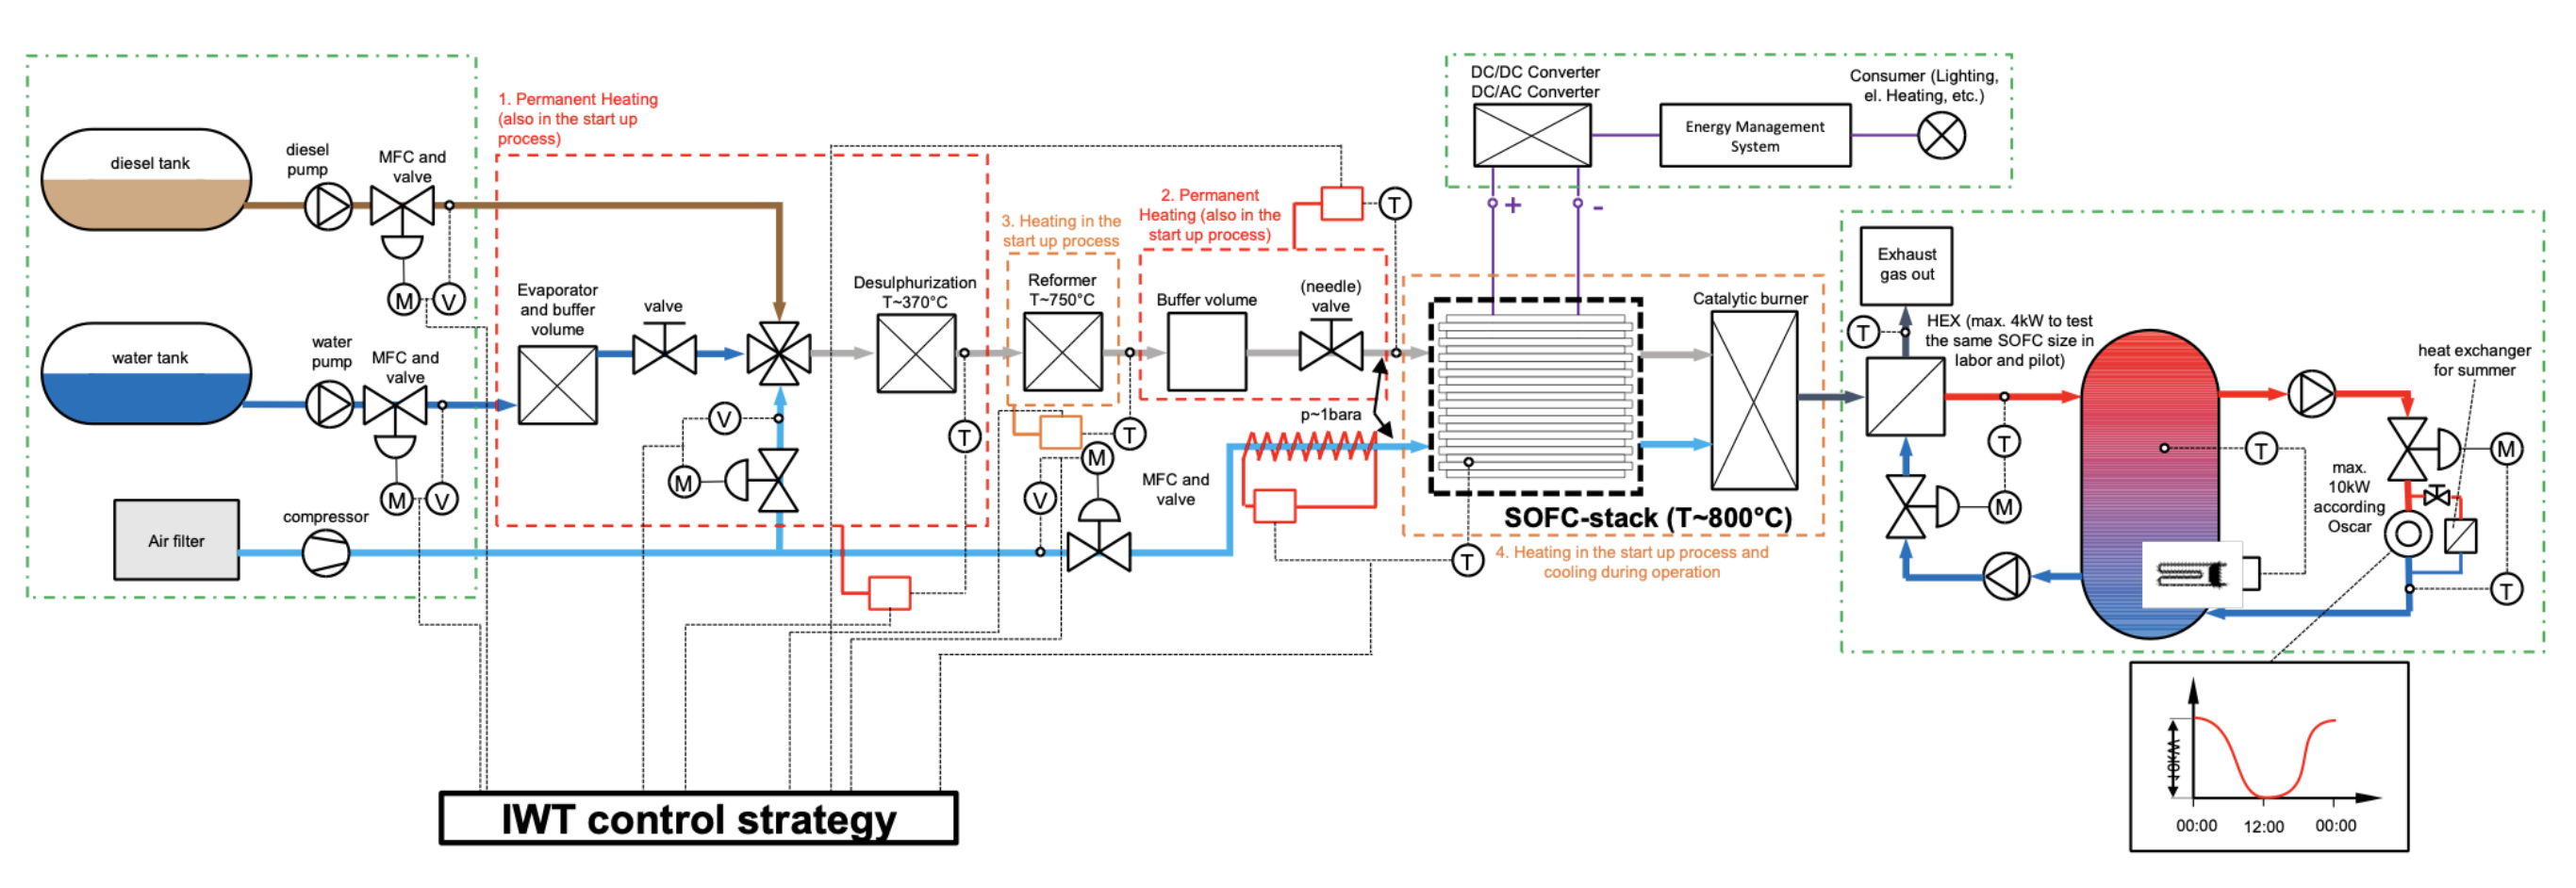 diesel tank
diesel
pump
MFC and
valve
water tank
water
pump
MFC and
valve
M
V
M
V
Air filter
compressor
1. Permanent Heating
(also in the start up
process)
Evaporator
and buffer
volume
valve
V
M
Desulphurization
T~370°C
T
3. Heating in the
start up process
Reformer
T~750°C
T
M
V
MFC and
valve
2. Permanent
Heating (also in the
start up process)
Buffer volume
(needle)
valve
T
p~1bara
DC/DC Converter
DC/AC Converter
Energy Management
System
Consumer (Lighting,
el. Heating, etc.)
+
-
Catalytic burner
SOFC-stack (T~800°C)
4. Heating in the start up process and
cooling during operation
T
Exhaust
gas out
T
HEX (max. 4kW to test
the same SOFC size in
labor and pilot)
T
M
T
heat exchanger
for summer
max.
10kW
according
Oscar
M
T
10kW
00:00
12:00
00:00
IWT control strategy